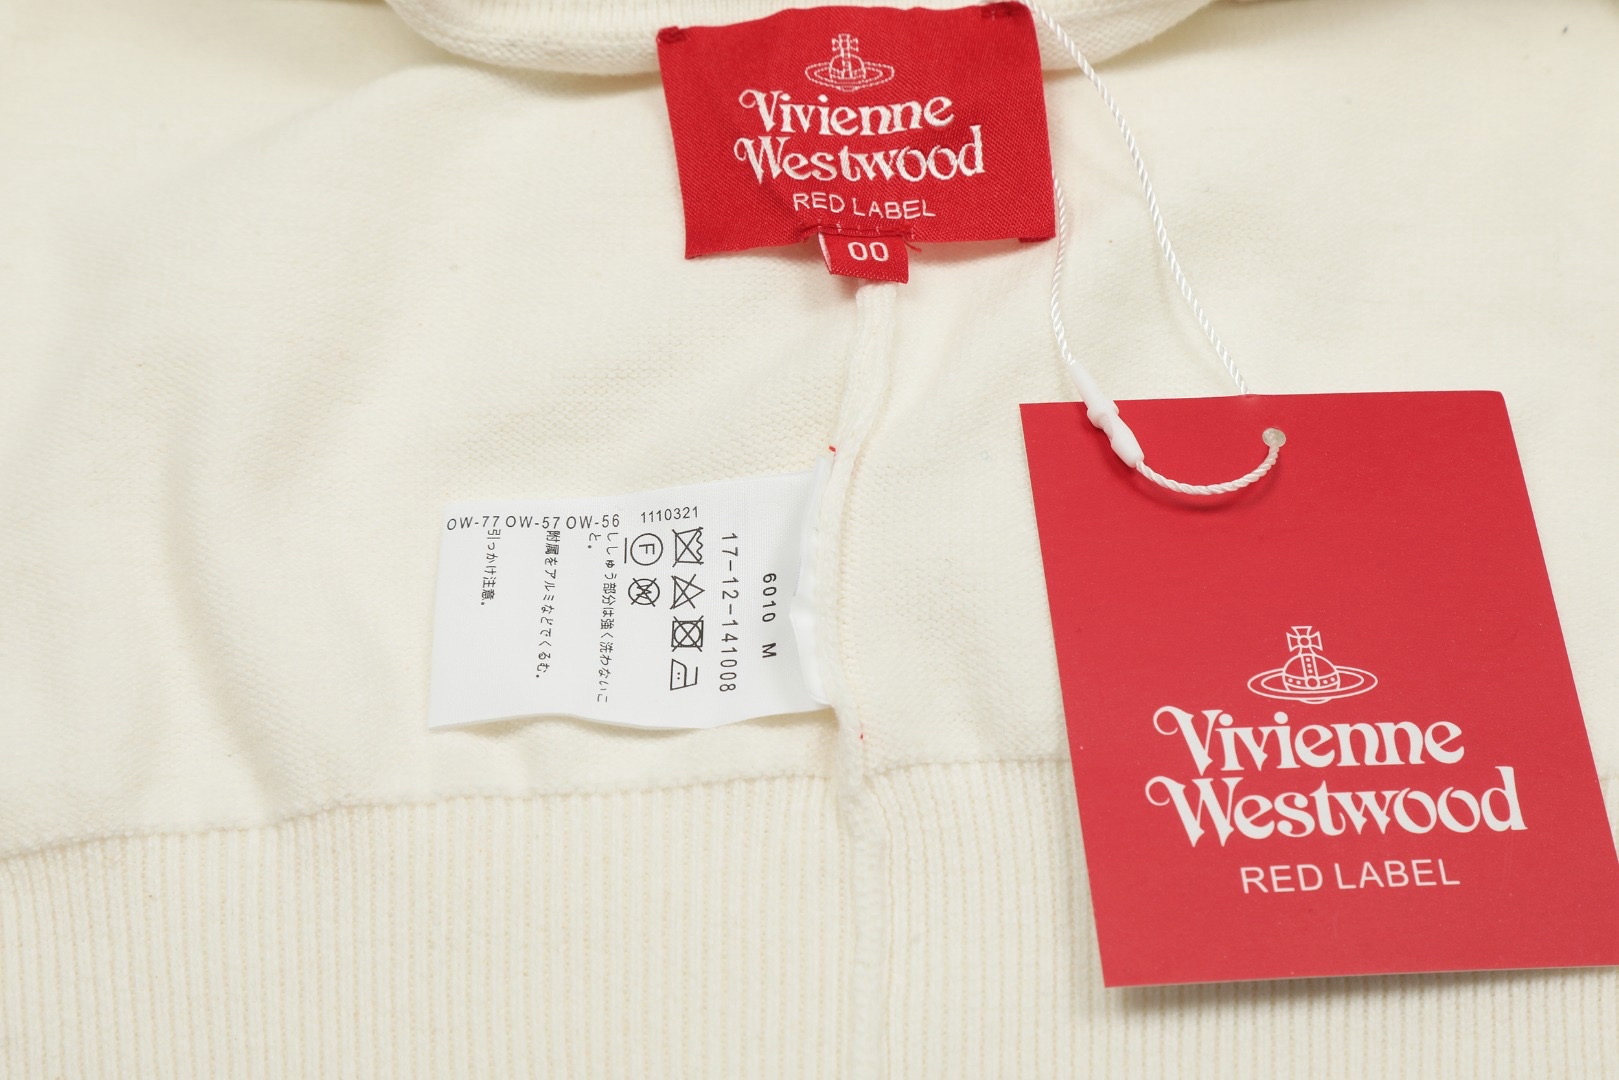 Vivienne
Westwood
RED LABEL
00
OW-77 OW-57 OW-56
1110321
6010 M
17-12-141008
F
W
ししゅう部分は強く洗わないこ
と。
附属をアルミなどでくるむ。
引っかけ注意。
Vivienne
Westwood
RED LABEL